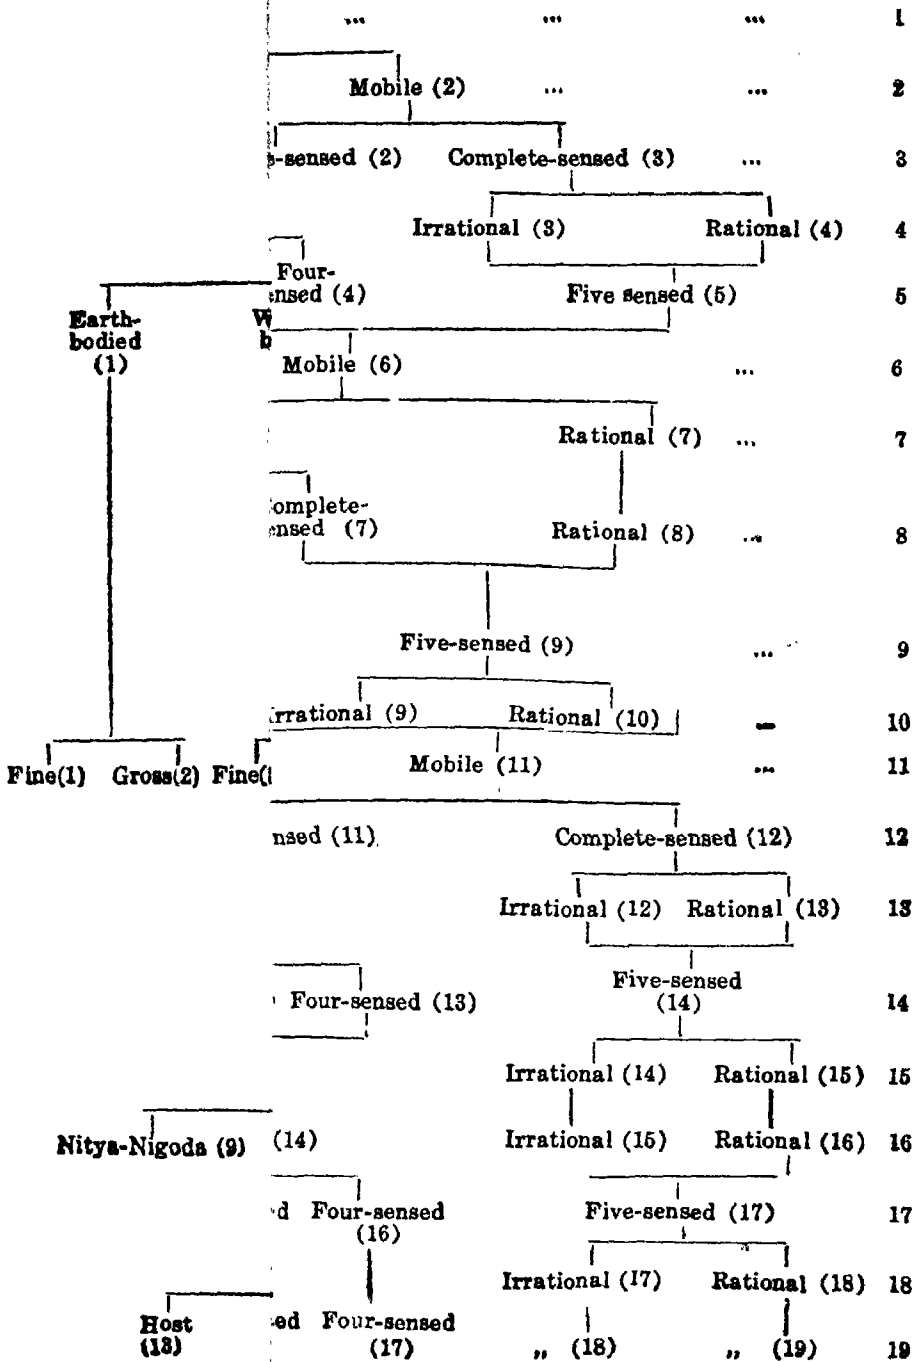 ... ... ... 1
Mobile (2) ... ... 2
-sensed (2) Complete-sensed (3) ... 3
Irrational (3) Rational (4) 4
Four-
ensed (4) Five sensed (5) 5
Earth-
bodied
(1)
W
b
Mobile (6) ... 6
Rational (7) ... 7
omplete-
ensed (7) Rational (8) ... 8
Five-sensed (9) ... 9
rrational (9) Rational (10) ... 10
Fine(1) Gross(2) Fine( Mobile (11) ... 11
nsed (11) Complete-sensed (12) 12
Irrational (12) Rational (13) 13
Five-sensed
Four-sensed (13) (14) 14
Irrational (14) Rational (15) 15
Nitya-Nigoda (9) (14) Irrational (15) Rational (16) 16
d Four-sensed Five-sensed (17) 17
(16)
Irrational (17) Rational (18) 18
Host ed Four-sensed
(13) (17) ,, (18) ,, (19) 19